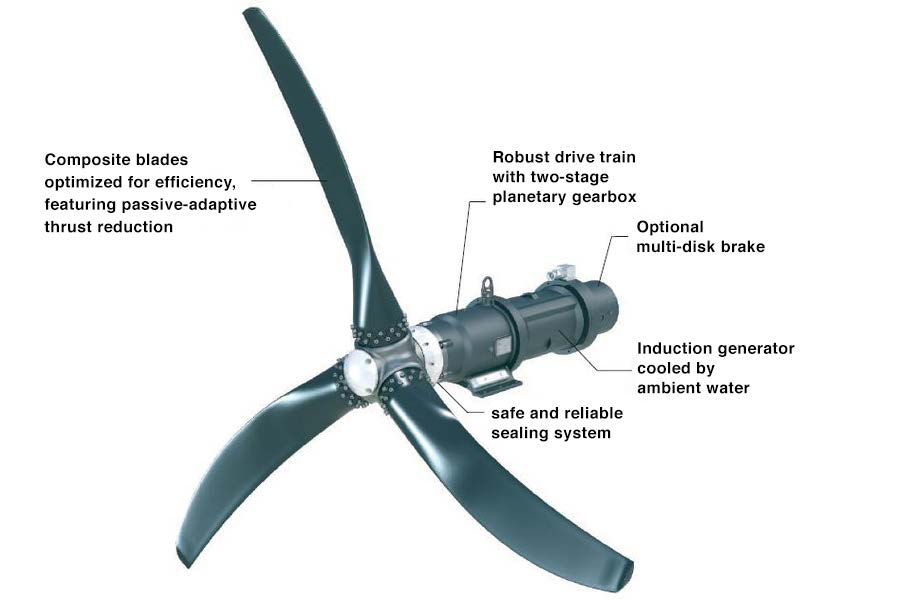 Composite blades
optimized for efficiency,
featuring passive-adaptive
thrust reduction
Robust drive train
with two-stage
planetary gearbox
Optional
multi-disk brake
Induction generator
cooled by
ambient water
safe and reliable
sealing system